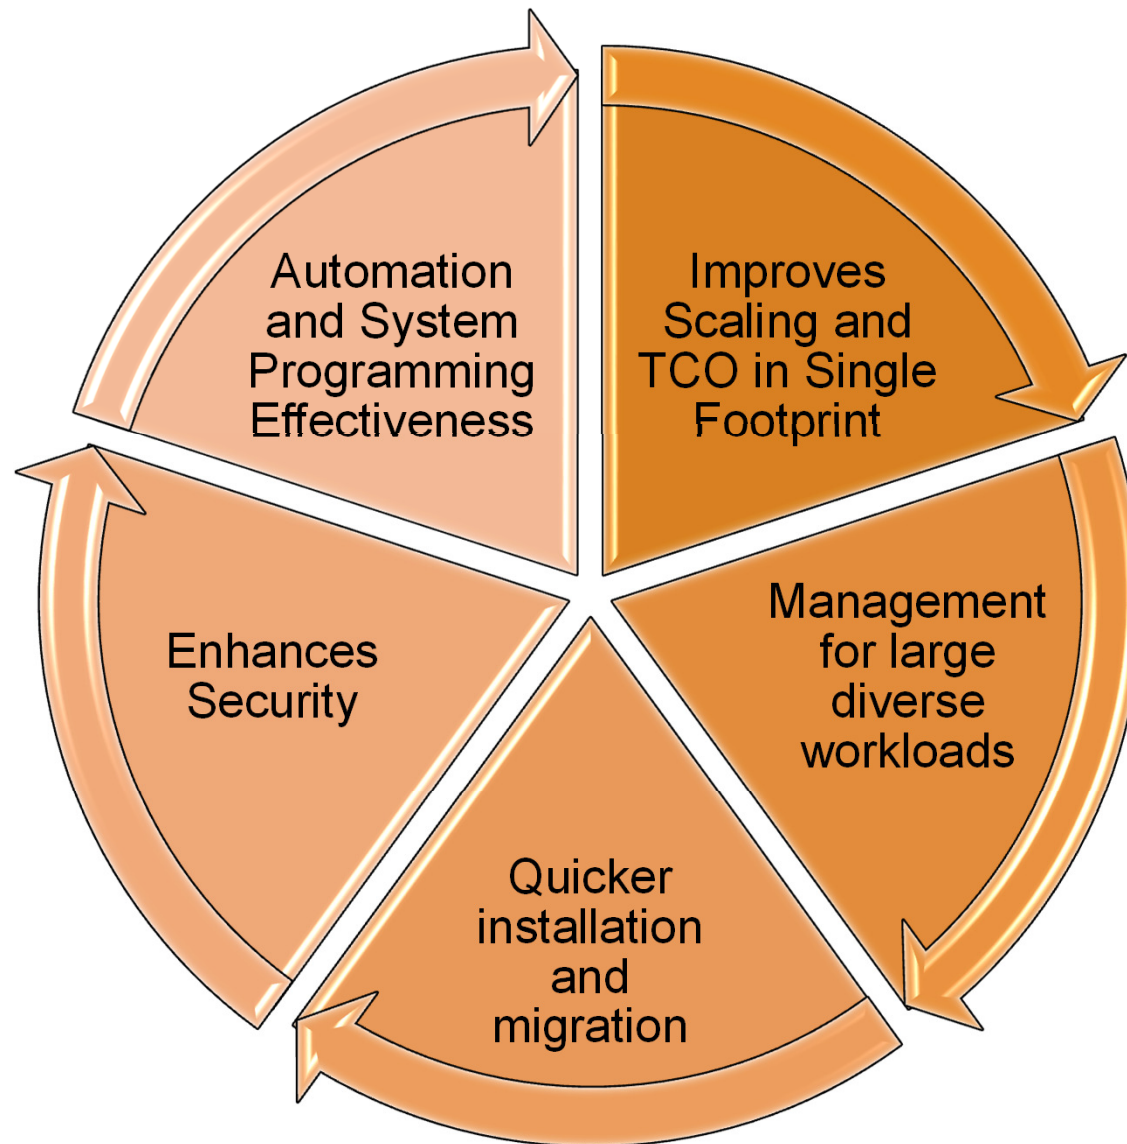 Automation
and System
Programming
Effectiveness
Improves
Scaling and
TCO in Single
Footprint
Management
for large
diverse
workloads
Quicker
installation
and
migration
Enhances
Security